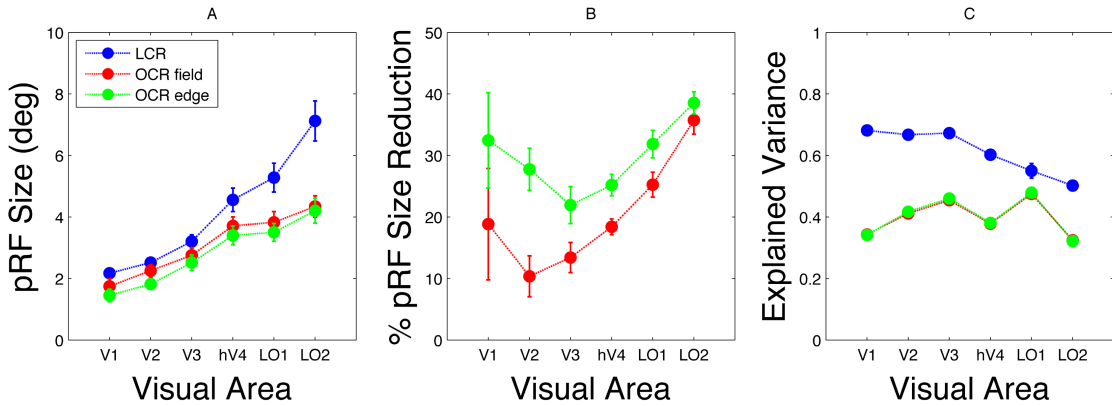 A
pRF Size (deg)
10
8
6
4
2
0
LCR
OCR field
OCR edge
V1 V2 V3 hV4 LO1 LO2
Visual Area
B
% pRF Size Reduction
50
40
30
20
10
0
V1 V2 V3 hV4 LO1 LO2
Visual Area
C
Explained Variance
1
0.8
0.6
0.4
0.2
0
V1 V2 V3 hV4 LO1 LO2
Visual Area